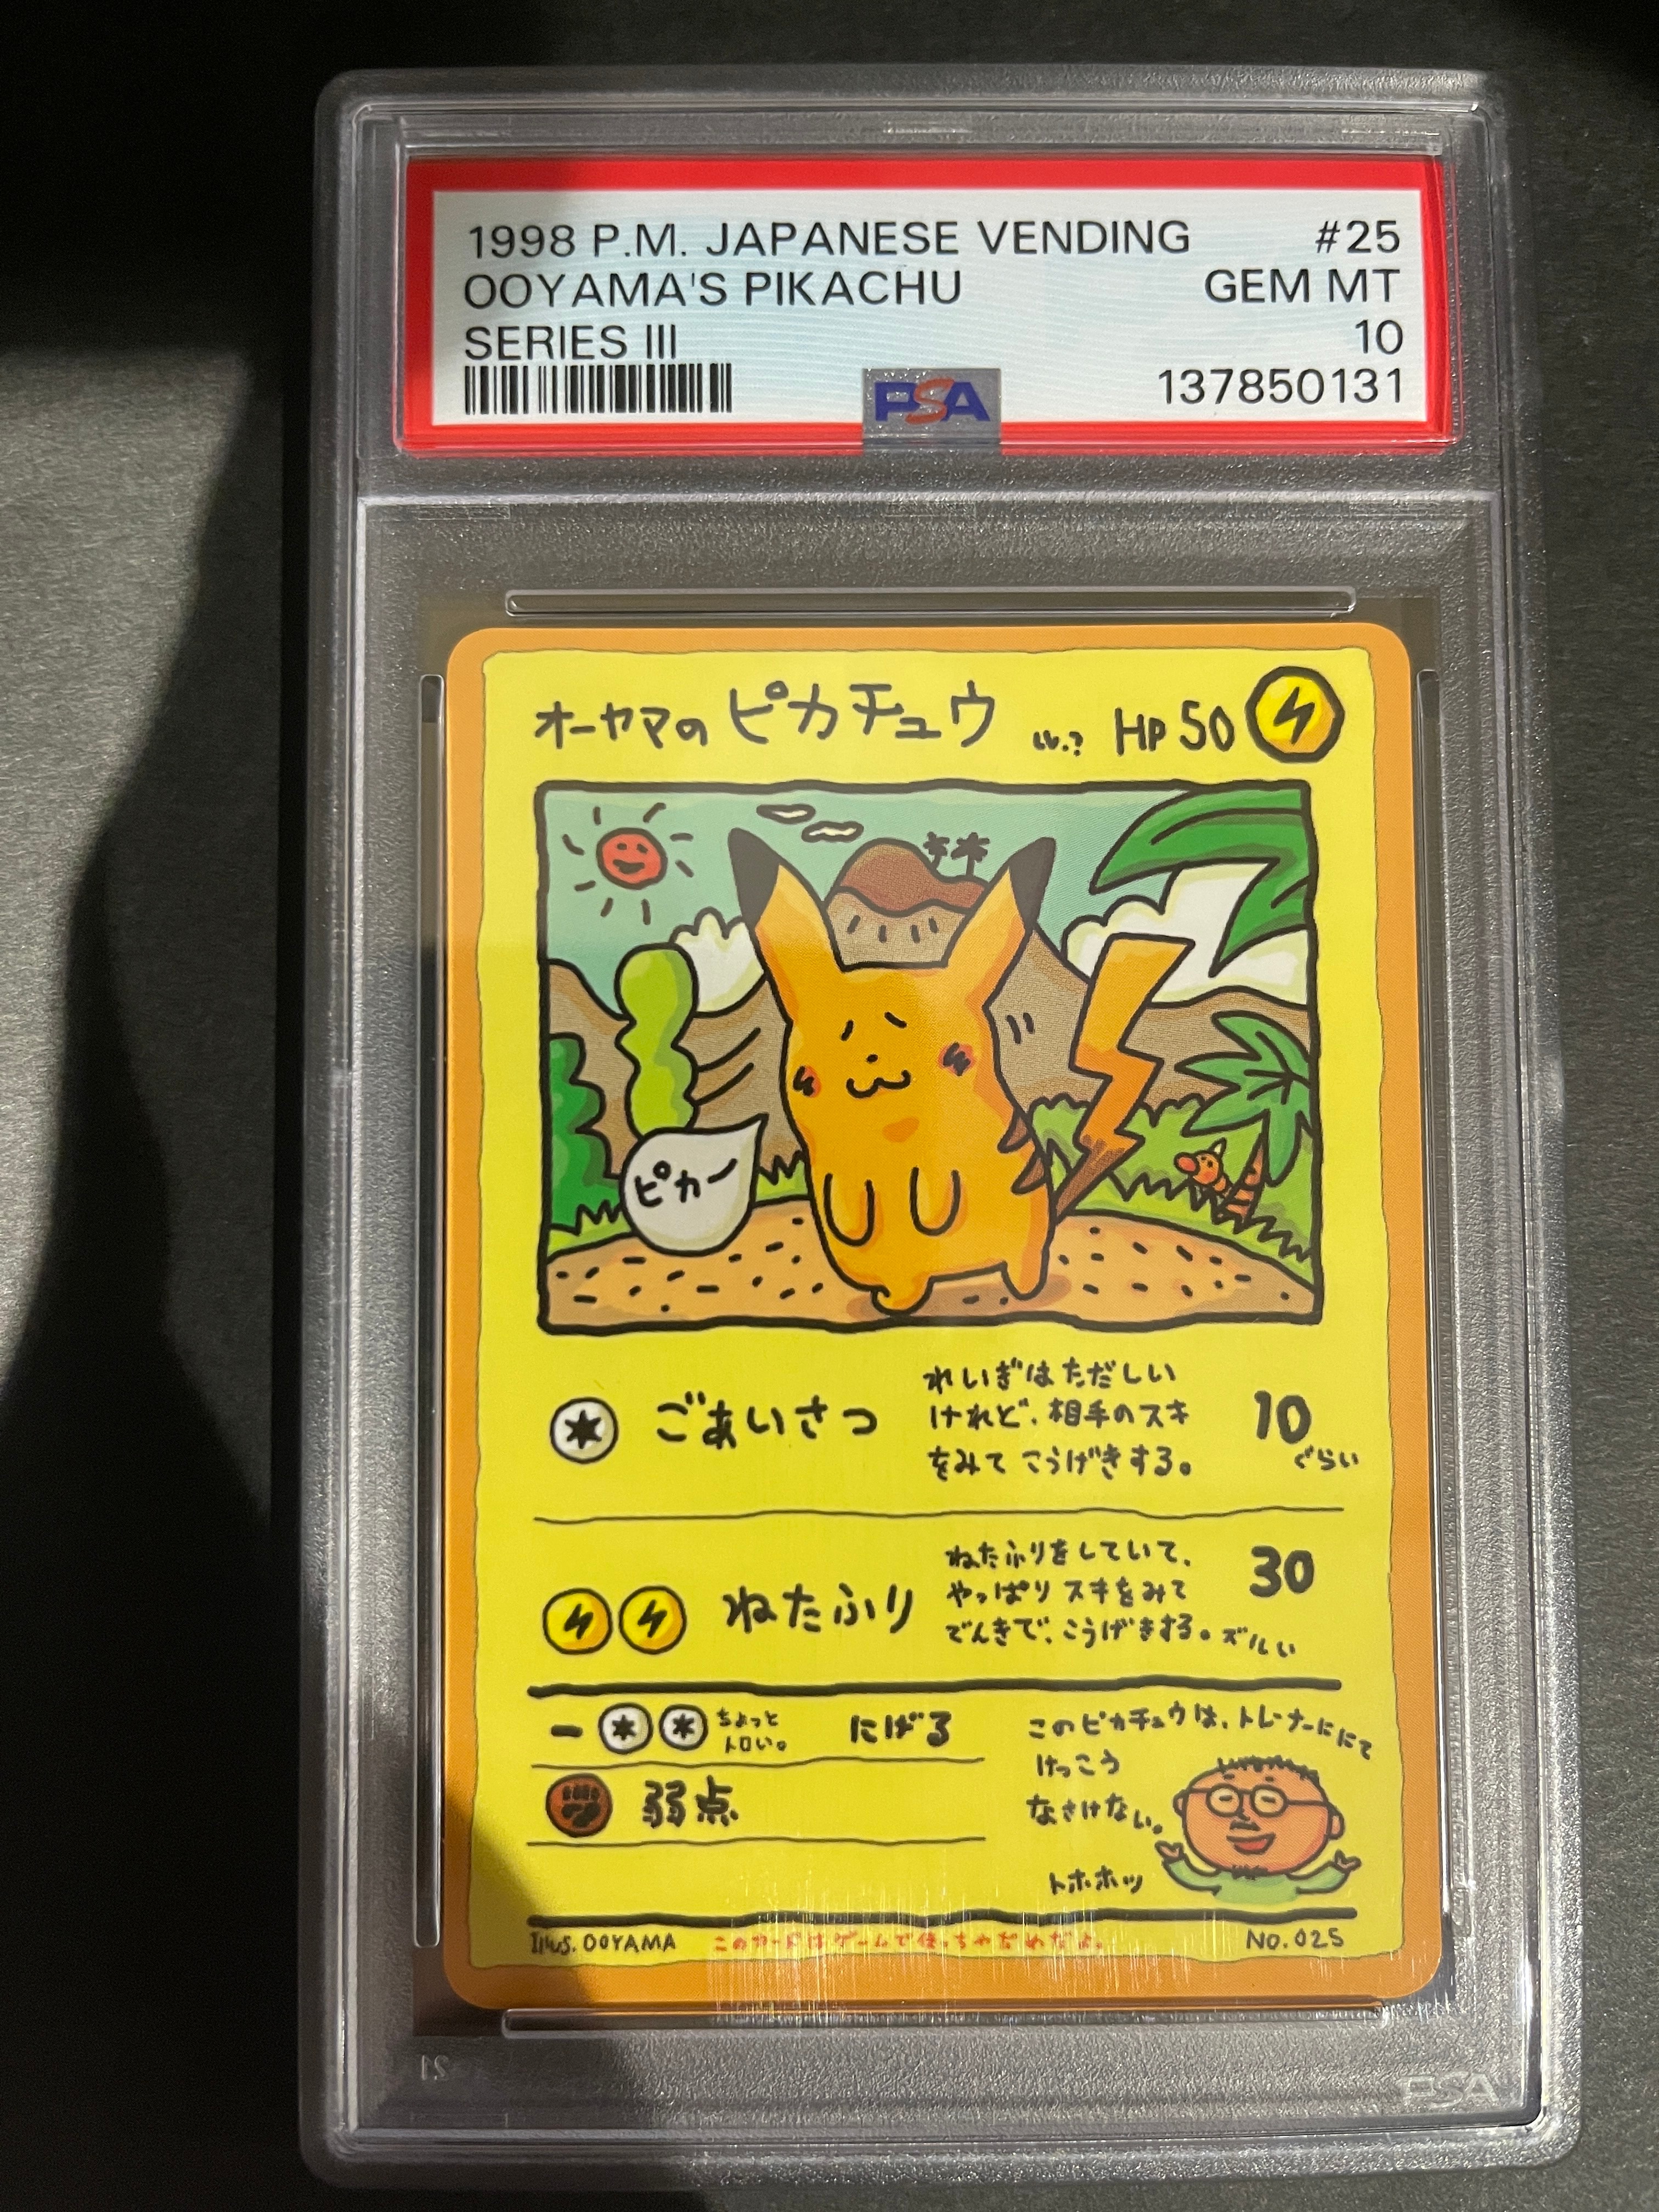 1998 P.M. JAPANESE VENDING #25
OOYAMA'S PIKACHU GEM MT
SERIES III 10
PSA 137850131
オーヤマのピカチュウ LV.? HP 50
ピカー
ごあいさつ
れいぎは ただしい
けれど、相手のスキ
をみて こうげきする。
10
ぐらい
ねたふり
ねたふりをしていて、
やっぱり スキをみて
でんきで、こうげきする。ズルい
30
ー ちょっと
トロい。
にげる
弱点
このピカチュウは、トレーナーににて
けっこう
なさけない。
トホホッ
Illus. OOYAMA このカードはゲームで使っちゃだめだよ。 NO. 025
21
PSA